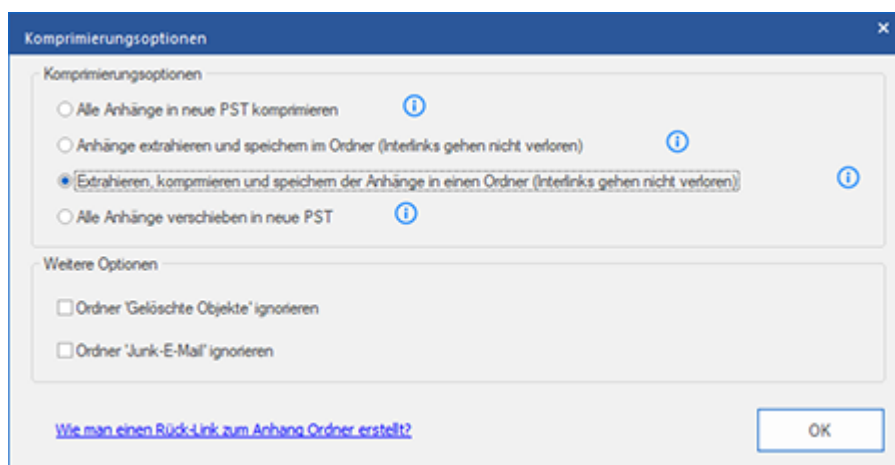 Komprimierungsoptionen
Komprimierungsoptionen
Alle Anhänge in neue PST komprimieren
Anhänge extrahieren und speichern im Ordner (Interlinks gehen nicht verloren)
Extrahieren, komprmieren und speichern der Anhänge in einen Ordner (Interlinks gehen nicht verloren)
Alle Anhänge verschieben in neue PST
Weitere Optionen
Ordner 'Gelöschte Objekte' ignorieren
Ordner 'Junk-E-Mail' ignorieren
Wie man einen Rück-Link zum Anhang Ordner erstellt?
OK